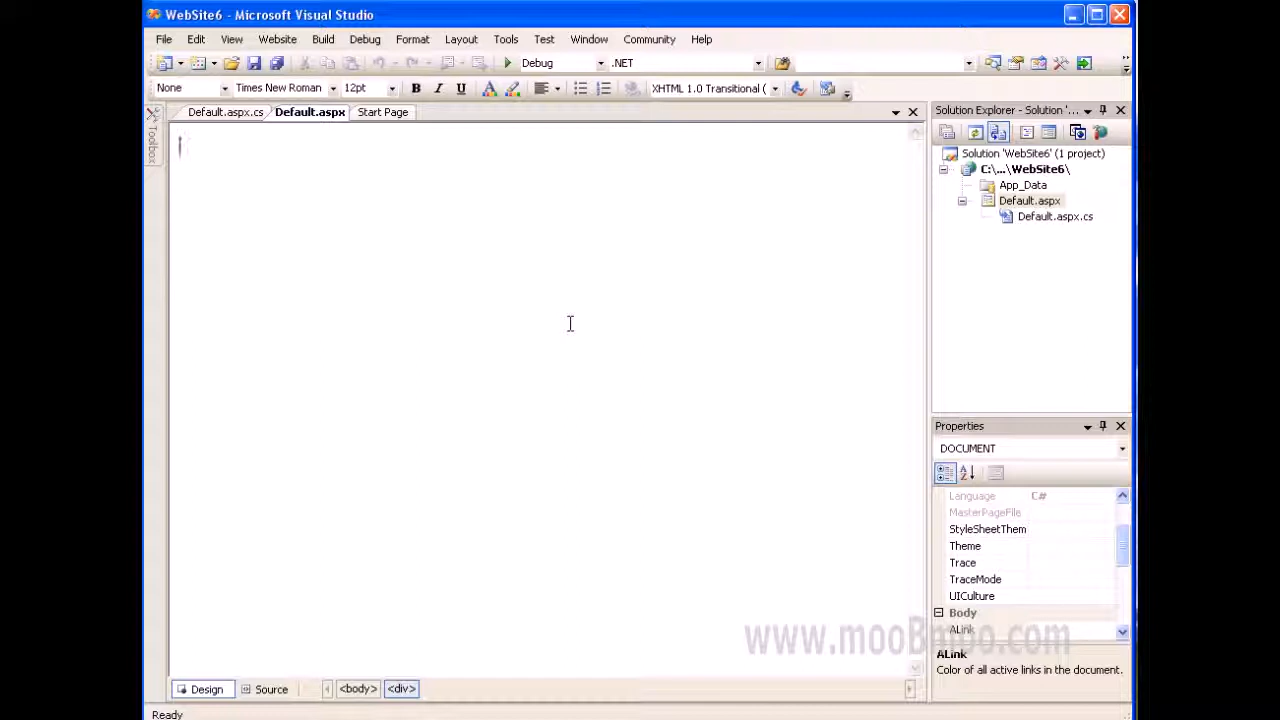 WebSite6 - Microsoft Visual Studio
File Edit View Website Build Debug Format Layout Tools Test Window Community Help
Debug .NET
None Times New Roman 12pt B I U XHTML 1.0 Transitional (
Default.aspx.cs Default.aspx Start Page
Toolbox
Solution Explorer - Solution '...
Solution 'WebSite6' (1 project)
C:\...\WebSite6\
App_Data
Default.aspx
Default.aspx.cs
Properties
DOCUMENT
Language C#
MasterPageFile
StyleSheetThem
Theme
Trace
TraceMode
UICulture
Body
ALink
ALink
Color of all active links in the document.
Design Source <body> <div>
Ready